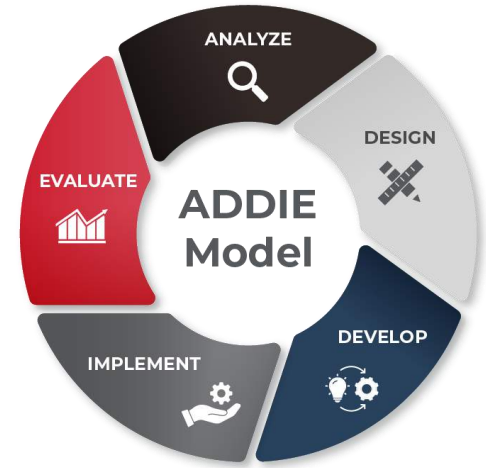 ANALYZE
DESIGN
EVALUATE
ADDIE
Model
DEVELOP
IMPLEMENT